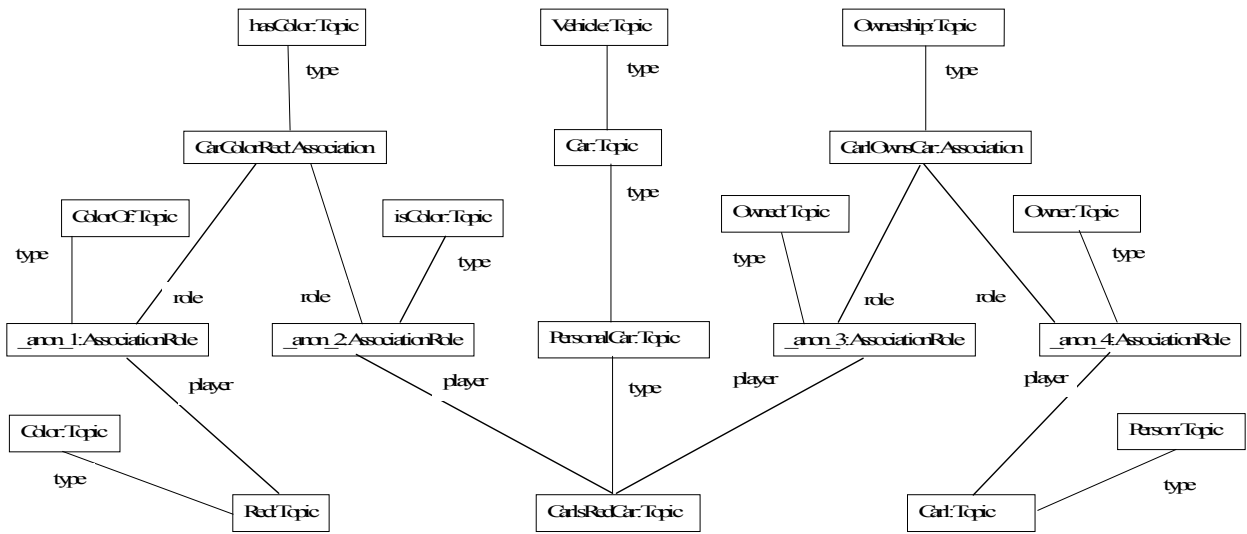 hasColor:Topic
Vehicle:Topic
Ownership:Topic
type
type
type
CarColorRed:Association
Car:Topic
CarlOwnsCar:Association
type
ColorOf:Topic
isColor:Topic
Owned:Topic
Owner:Topic
type
type
type
type
role
role
role
role
_anon_1:AssociationRole
_anon_2:AssociationRole
PersonalCar:Topic
_anon_3:AssociationRole
_anon_4:AssociationRole
player
player
type
player
player
Color:Topic
Person:Topic
type
type
Red:Topic
CarlsRedCar:Topic
Carl:Topic